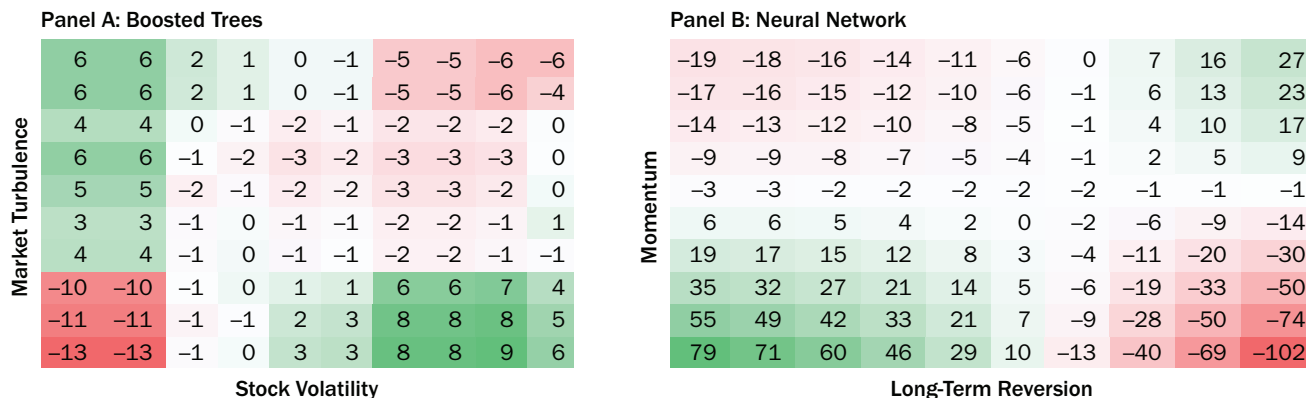 Panel A: Boosted Trees
6 6 2 1 0 –1 –5 –5 –6 –6
6 6 2 1 0 –1 –5 –5 –6 –4
4 4 0 –1 –2 –1 –2 –2 –2 0
6 6 –1 –2 –3 –2 –3 –3 –3 0
5 5 –2 –1 –2 –2 –3 –3 –2 0
3 3 –1 0 –1 –1 –2 –2 –1 1
4 4 –1 0 –1 –1 –2 –2 –1 –1
–10 –10 –1 0 1 1 6 6 7 4
–11 –11 –1 –1 2 3 8 8 8 5
–13 –13 –1 0 3 3 8 8 9 6
Market Turbulence
Stock Volatility
Panel B: Neural Network
–19 –18 –16 –14 –11 –6 0 7 16 27
–17 –16 –15 –12 –10 –6 –1 6 13 23
–14 –13 –12 –10 –8 –5 –1 4 10 17
–9 –9 –8 –7 –5 –4 –1 2 5 9
–3 –3 –2 –2 –2 –2 –2 –1 –1 –1
6 6 5 4 2 0 –2 –6 –9 –14
19 17 15 12 8 3 –4 –11 –20 –30
35 32 27 21 14 5 –6 –19 –33 –50
55 49 42 33 21 7 –9 –28 –50 –74
79 71 60 46 29 10 –13 –40 –69 –102
Momentum
Long-Term Reversion